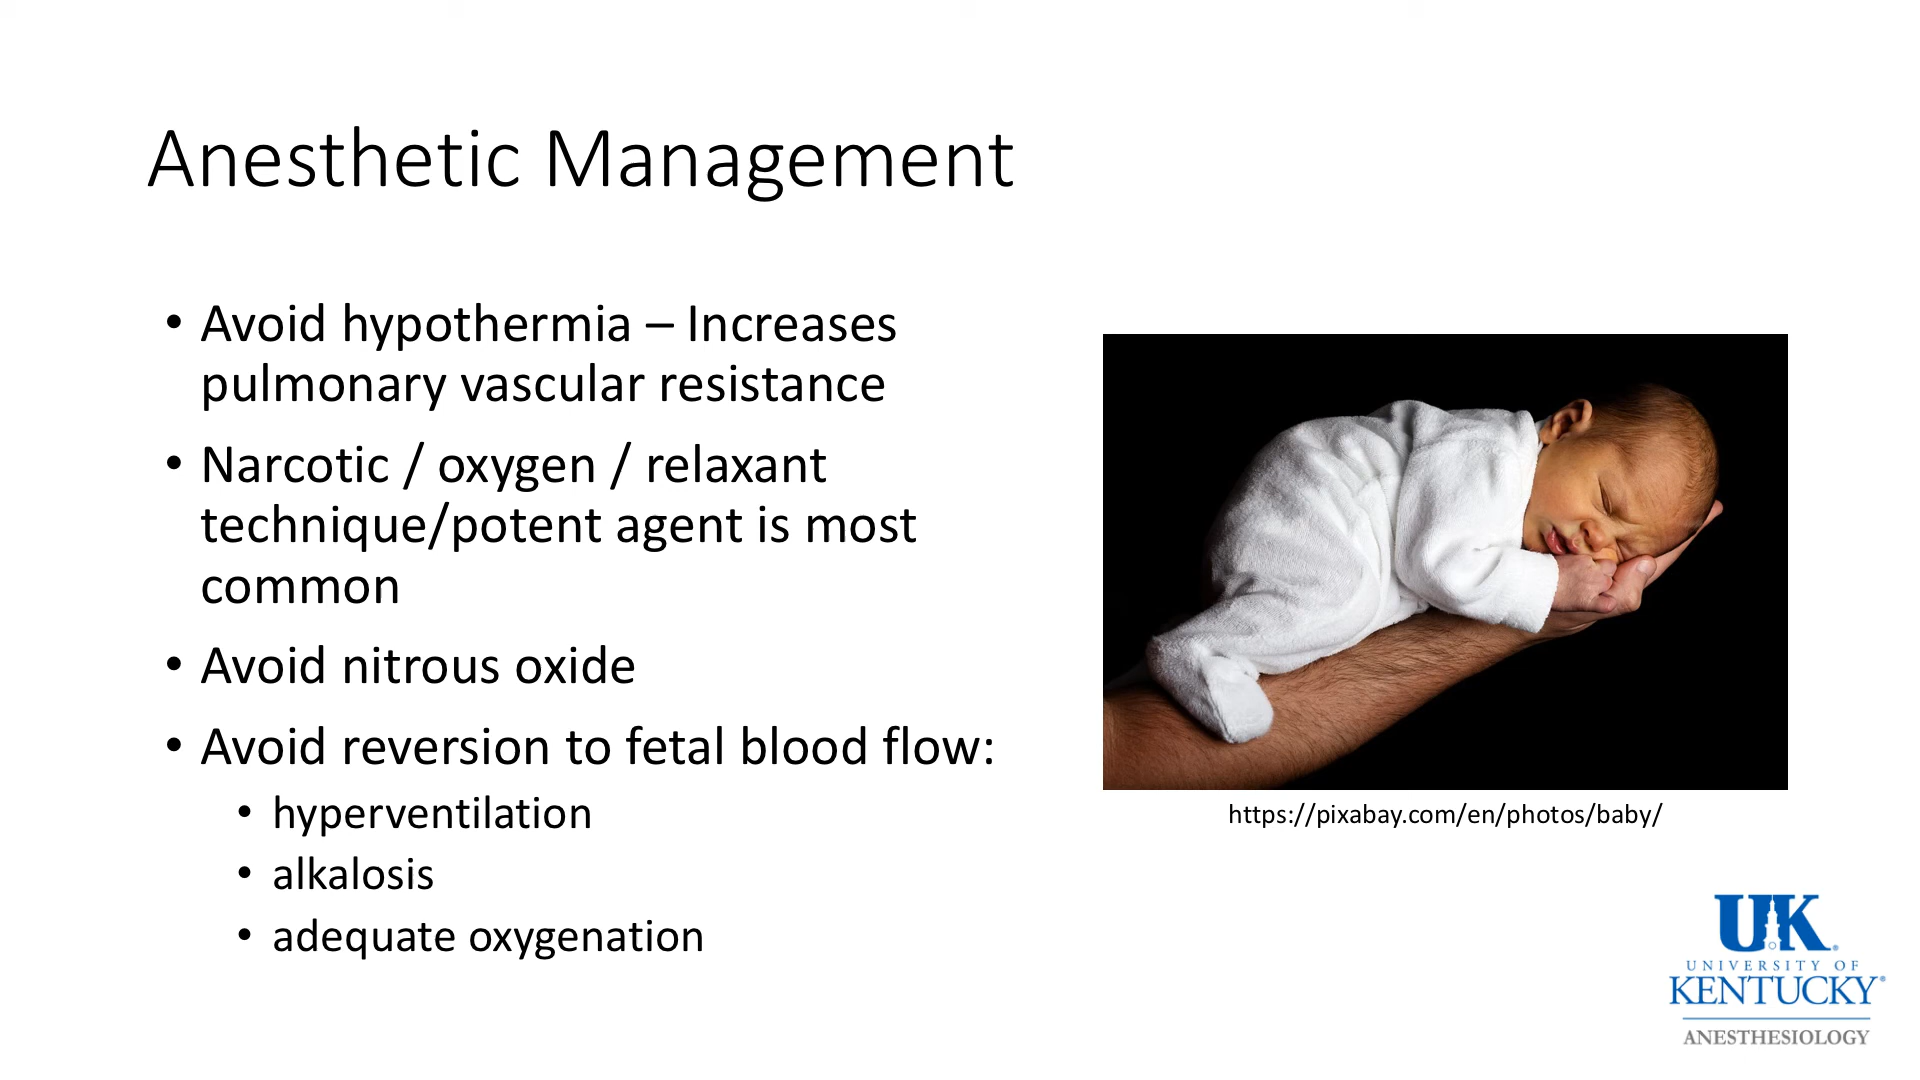 Anesthetic Management
• Avoid hypothermia – Increases
pulmonary vascular resistance
• Narcotic / oxygen / relaxant
technique/potent agent is most
common
• Avoid nitrous oxide
• Avoid reversion to fetal blood flow:
• hyperventilation
• alkalosis
• adequate oxygenation
https://pixabay.com/en/photos/baby/
UK®
UNIVERSITY OF
KENTUCKY®
ANESTHESIOLOGY